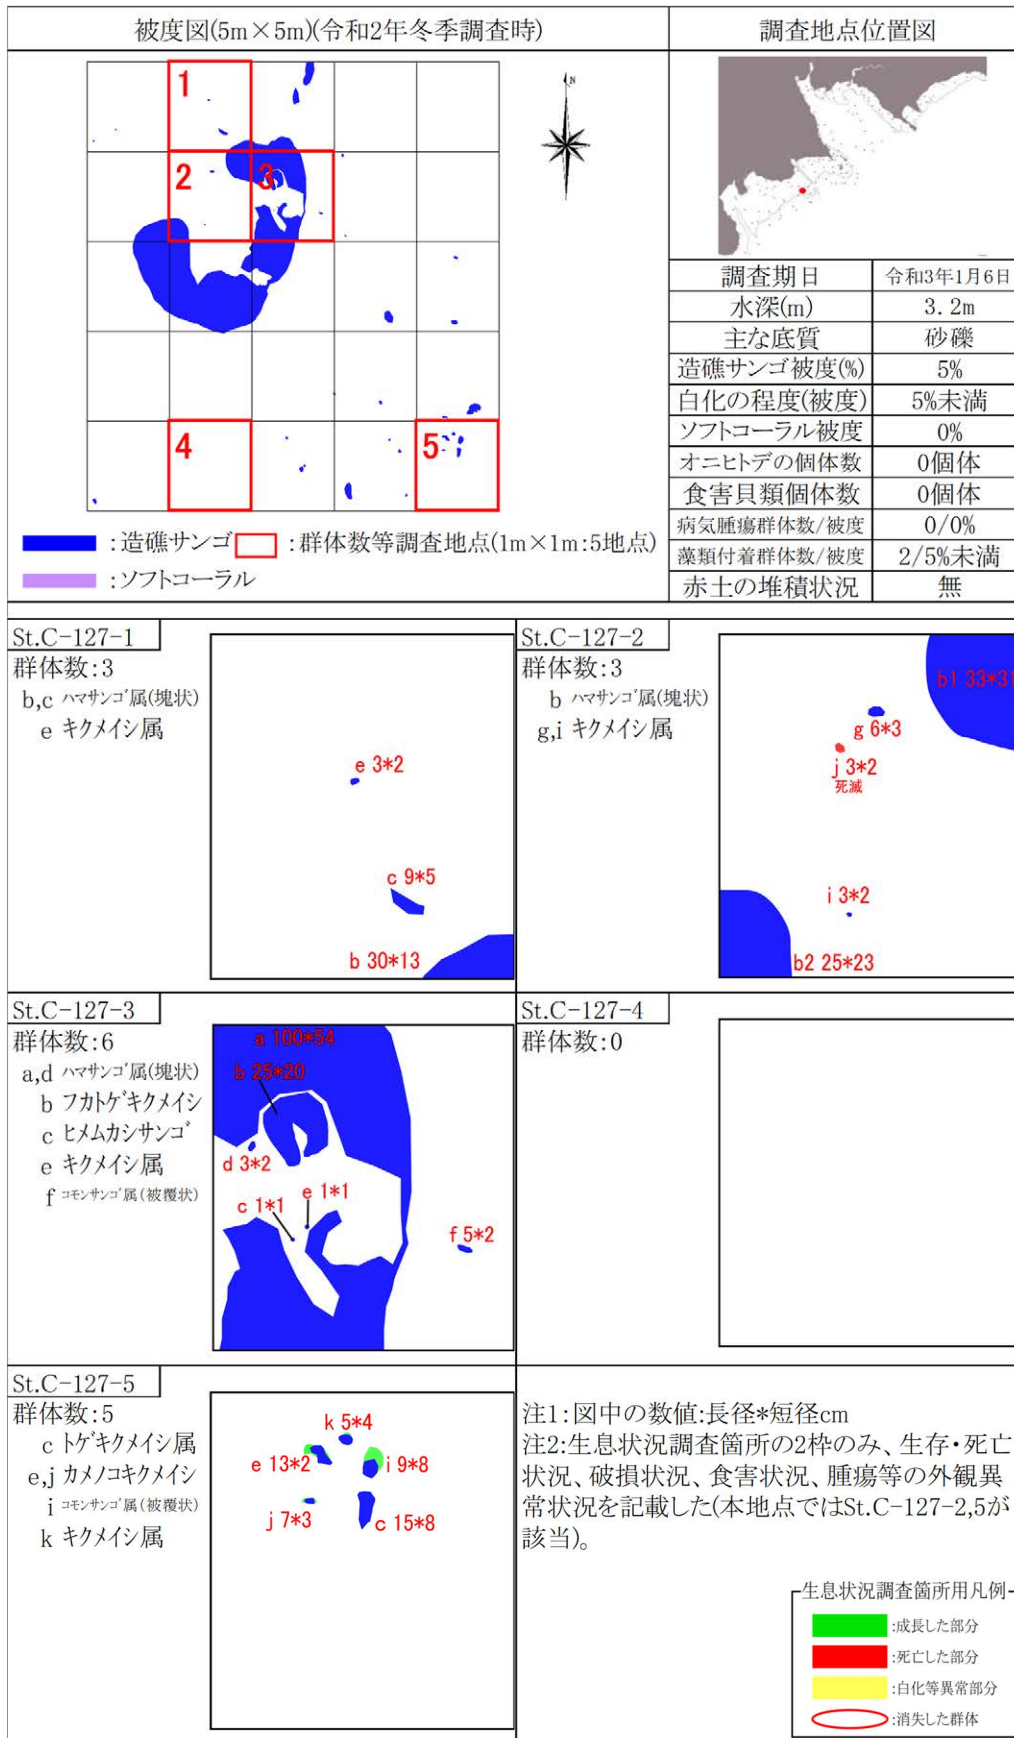 被度図(5m×5m)(令和2年冬季調査時)
調査地点位置図
N
1
2
3
4
5
:造礁サンゴ
:群体数等調査地点(1m×1m:5地点)
:ソフトコーラル
調査期日 令和3年1月6日
水深(m) 3.2m
主な底質 砂礫
造礁サンゴ被度(%) 5%
白化の程度(被度) 5%未満
ソフトコーラル被度 0%
オニヒトデの個体数 0個体
食害貝類個体数 0個体
病気腫瘍群体数/被度 0/0%
藻類付着群体数/被度 2/5%未満
赤土の堆積状況 無
St.C-127-1
群体数:3
b,c ハマサンゴ属(塊状)
e キクメイシ属
e 3*2
c 9*5
b 30*13
St.C-127-2
群体数:3
b ハマサンゴ属(塊状)
g,i キクメイシ属
b1 33*31
g 6*3
j 3*2
死滅
i 3*2
b2 25*23
St.C-127-3
群体数:6
a,d ハマサンゴ属(塊状)
b フカトゲキクメイシ
c ヒメムカシサンゴ
e キクメイシ属
f コモンサンゴ属(被覆状)
a 100*54
b 25*20
d 3*2
c 1*1
e 1*1
f 5*2
St.C-127-4
群体数:0
St.C-127-5
群体数:5
c トゲキクメイシ属
e,j カメノコキクメイシ
i コモンサンゴ属(被覆状)
k キクメイシ属
k 5*4
e 13*2
i 9*8
j 7*3
c 15*8
注1:図中の数値:長径*短径cm
注2:生息状況調査箇所の2枠のみ、生存・死亡
状況、破損状況、食害状況、腫瘍等の外観異
常状況を記載した(本地点ではSt.C-127-2,5が
該当)。
生息状況調査箇所用凡例
:成長した部分
:死亡した部分
:白化等異常部分
:消失した群体